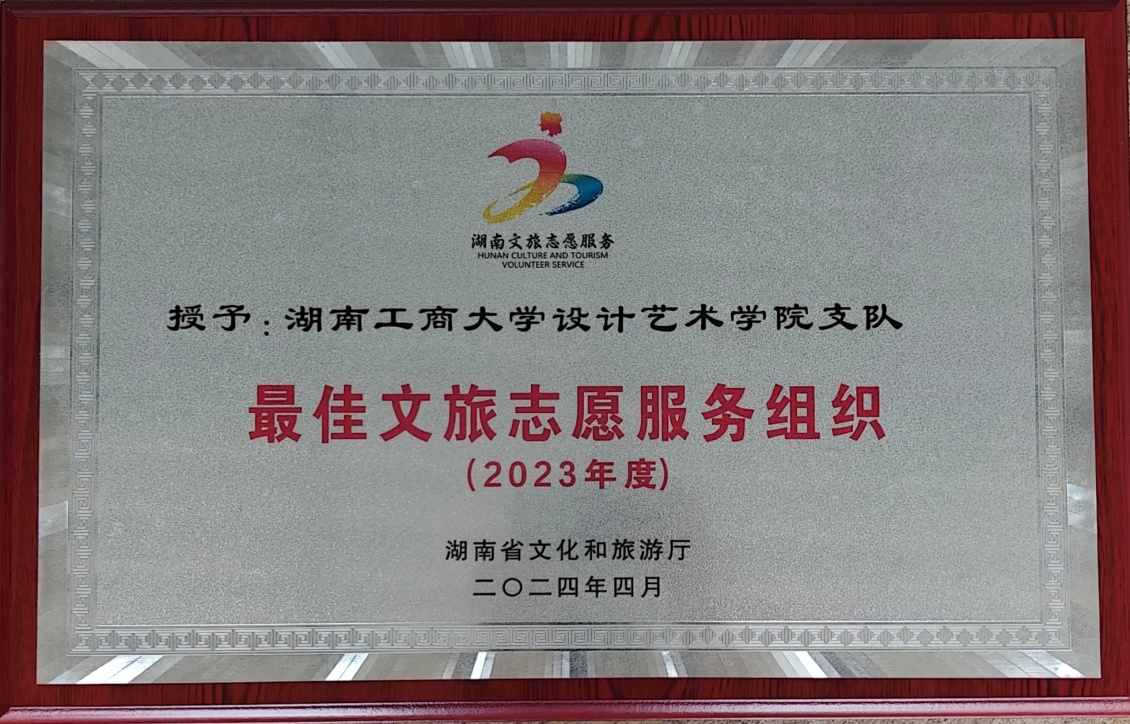 湖南文旅志愿服务
HUNAN CULTURE AND TOURISM
VOLUNTEER SERVICE
授予：湖南工商大学设计艺术学院支队
最佳文旅志愿服务组织
(2023年度)
湖南省文化和旅游厅
二〇二四年四月